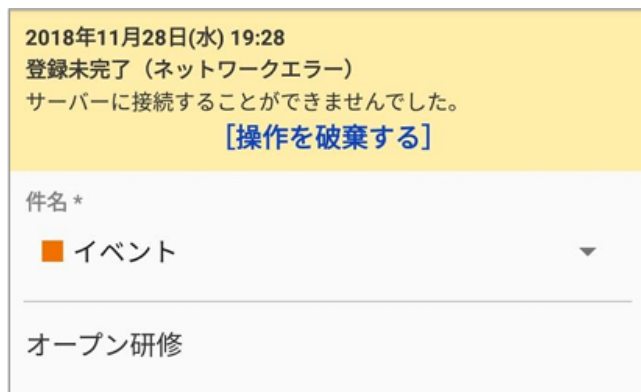 2018年11月28日(水) 19:28
登録未完了（ネットワークエラー）
サーバーに接続することができませんでした。
［操作を破棄する］
件名 *
イベント
オープン研修